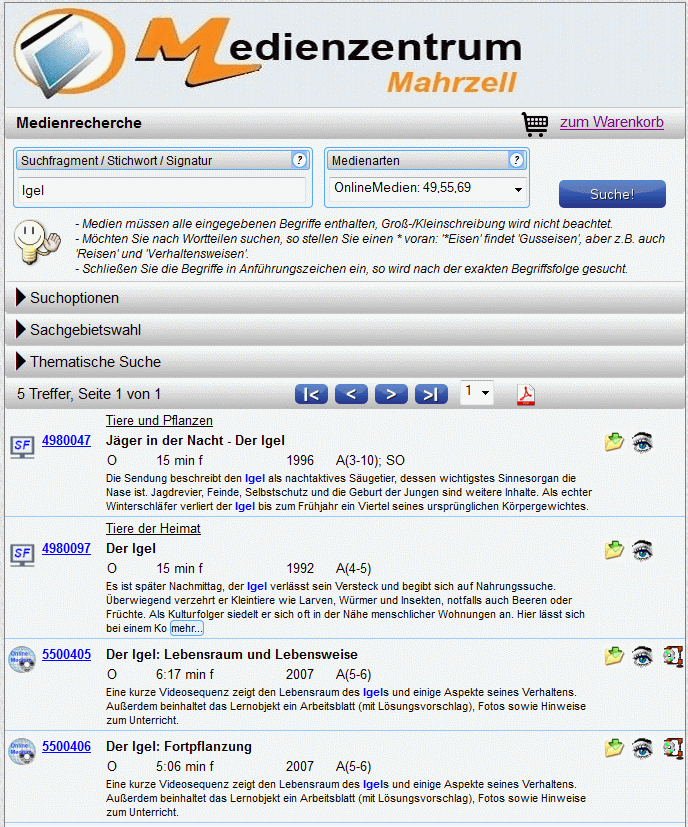 Medienzentrum
Mahrzell
Medienrecherche
zum Warenkorb
Suchfragment / Stichwort / Signatur ?
Medienarten ?
Igel
OnlineMedien: 49,55,69
Suche!
- Medien müssen alle eingegebenen Begriffe enthalten, Groß-/Kleinschreibung wird nicht beachtet.
- Möchten Sie nach Wortteilen suchen, so stellen Sie einen * voran: '*Eisen' findet 'Gusseisen', aber z.B. auch
'Reisen' und 'Verhaltensweisen'.
- Schließen Sie die Begriffe in Anführungszeichen ein, so wird nach der exakten Begriffsfolge gesucht.
Suchoptionen
Sachgebietswahl
Thematische Suche
5 Treffer, Seite 1 von 1 |< < > >| 1
Tiere und Pflanzen
SF 4980047 Jäger in der Nacht - Der Igel
O 15 min f 1996 A(3-10); SO
Die Sendung beschreibt den Igel als nachtaktives Säugetier, dessen wichtigstes Sinnesorgan die
Nase ist. Jagdrevier, Feinde, Selbstschutz und die Geburt der Jungen sind weitere Inhalte. Als echter
Winterschläfer verliert der Igel bis zum Frühjahr ein Viertel seines ursprünglichen Körpergewichtes.
Tiere der Heimat
SF 4980097 Der Igel
O 15 min f 1992 A(4-5)
Es ist später Nachmittag, der Igel verlässt sein Versteck und begibt sich auf Nahrungssuche.
Überwiegend verzehrt er Kleintiere wie Larven, Würmer und Insekten, notfalls auch Beeren oder
Früchte. Als Kulturfolger siedelt er sich oft in der Nähe menschlicher Wohnungen an. Hier lässt sich
bei einem Ko mehr...
5500405 Der Igel: Lebensraum und Lebensweise
O 6:17 min f 2007 A(5-6)
Eine kurze Videosequenz zeigt den Lebensraum des Igels und einige Aspekte seines Verhaltens.
Außerdem beinhaltet das Lernobjekt ein Arbeitsblatt (mit Lösungsvorschlag), Fotos sowie Hinweise
zum Unterricht.
5500406 Der Igel: Fortpflanzung
O 5:06 min f 2007 A(5-6)
Eine kurze Videosequenz zeigt den Lebensraum des Igels und einige Aspekte seines Verhaltens.
Außerdem beinhaltet das Lernobjekt ein Arbeitsblatt (mit Lösungsvorschlag), Fotos sowie Hinweise
zum Unterricht.